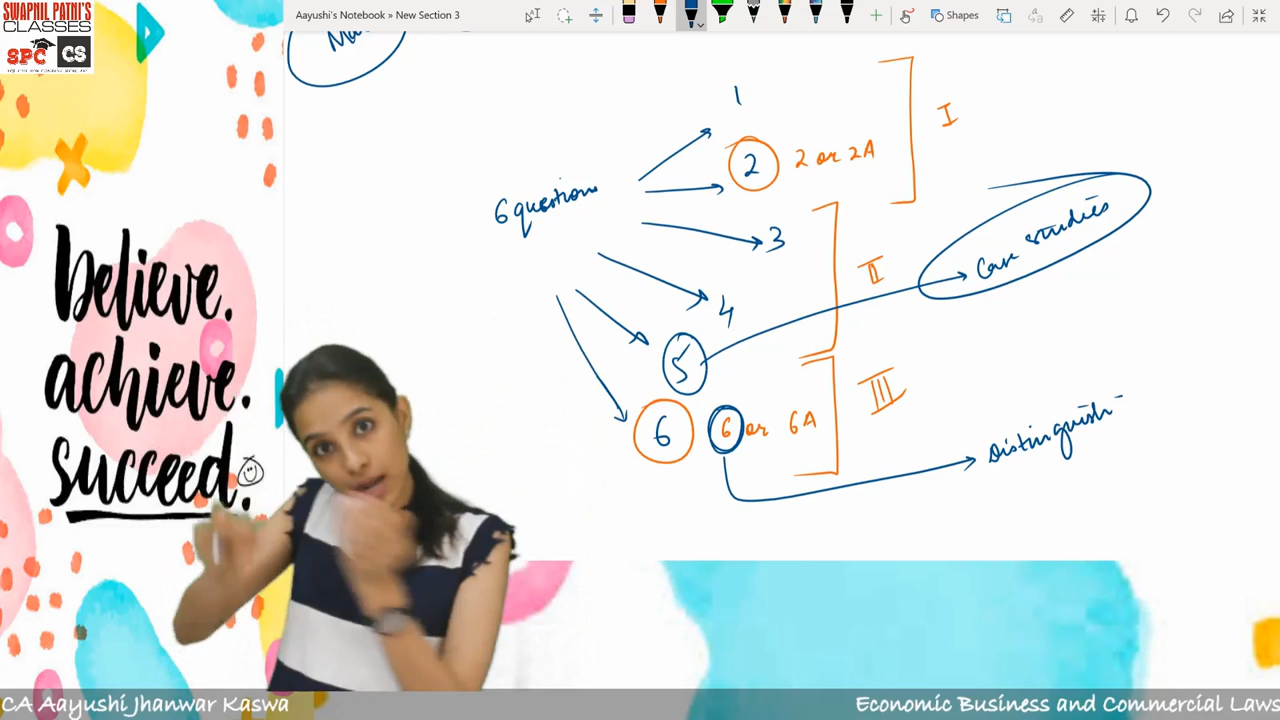 SWAPNIL PATNI'S
CLASSES
SPC CS
Aayushi's Notebook » New Section 3
Shapes
1
2 2 or 2A
I
6 questions
3
II
Case studies
4
5
6 6 or 6A
III
Distinguish
believe.
achieve.
succeed.
CA Aayushi Jhanwar Kaswa
Economic Business and Commercial Laws